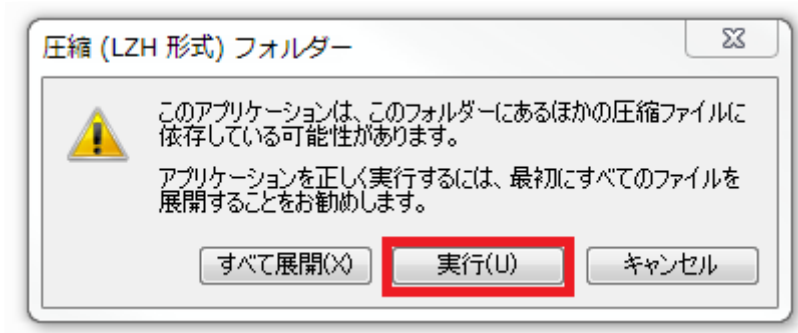 圧縮 (LZH 形式) フォルダー
このアプリケーションは、このフォルダーにあるほかの圧縮ファイルに
依存している可能性があります。
アプリケーションを正しく実行するには、最初にすべてのファイルを
展開することをお勧めします。
すべて展開(X) 実行(U) キャンセル